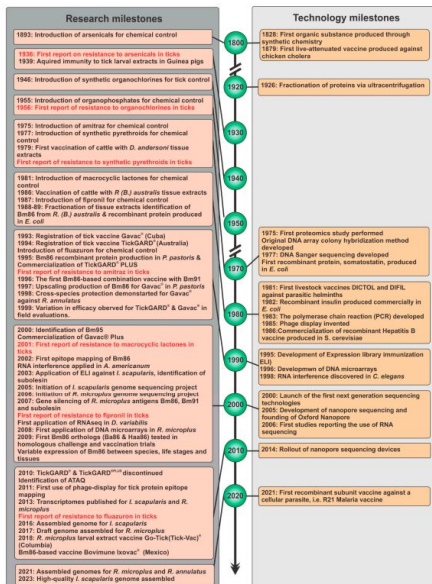 Research milestones
1893: Introduction of arsenicals for chemical control
1936: First report on resistance to arsenicals in ticks
1939: Aquired immunity to tick larval extracts in Guinea pigs
1946: Introduction of synthetic organochlorines for tick control
1955: Introduction of organophosphates for chemical control
1956: First report of resistance to organochlorines in ticks
1975: Introduction of amitraz for chemical control
1977: Introduction of synthetic pyrethroids for chemical
control
1979: First vaccination of cattle with D. andersoni tissue
extracts
First report of resistance to synthetic pyrethroids in ticks
1981: Introduction of macrocyclic lactones for chemical
control
1986: Vaccination of cattle with R (B.) australis tissue extracts
1987: Introduction of fipronil for chemical control
1988-89: Fractionation of tissue extracts identification of
Bm86 from R. (B.) australis & recombinant protein produced
in E. coli
1993: Registration of tick vaccine Gavac® (Cuba)
1994: Registration of tick vaccine TickGARD® (Australia)
Introduction of fluazuron for chemical control
1995: Bm86 recombinant protein production in P. pastoris &
Commercialization of TickGARD® PLUS
First report of resistance to amitraz in ticks
1996: The first Bm86-based combination vaccine with Bm91
1997: Upscaling production of Bm86 for Gavac® in P. pastoris
1998: Cross-species protection demonstarted for Gavac®
against R. annulatus
1999: Variation in efficacy oberved for TickGARD® & Gavac® in
field evaluations.
2000: Identification of Bm95
Commercialization of Gavac® Plus
2001: First report of resistance to macrocyclic lactones in
ticks
2002: First epitope mapping of Bm86
RNA interference applied in A. americanum
2003: Application of ELI against I. scapularis, identification of
subolesin
2005: Initiation of I. scapularis genome sequencing project
2006: Initiation of R. microplus genome sequencing project
2007: Gene silencing of R. microplus antigens Bm86, Bm91
and subolesin
First report of resistance to fipronil in ticks
First application of RNAseq in D. variabilis
2008: First application of DNA microarrays in R. microplus
2009: First Bm86 orthologs (Ba86 & Haa86) tested in
homologous challenge and vaccination trials
Variable expression of Bm86 between species, life stages and
tissues
2010: TickGARD® & TickGARD discontinued
Identification of ATAQ
2011: First use of phage-display for tick protein epitope
mapping
2013: Transcriptomes published for I. scapularis and R.
microplus
First report of resistance to fluazuron in ticks
2016: Assembled genome for I. scapularis
2017: Draft genome assembled for R. microplus
2018: R. microplus larval extract vaccine Go-Tick(Tick-Vac)®
(Colombia)
Bm86-based vaccine Bovimune Ixovac® (Mexico)
2021: Assembled genomes for R. microplus and R. annulatus
2023: High-quality I. scapularis genome assembled
1800
1920
1930
1940
1950
1970
1980
1990
2000
2010
2020
Technology milestones
1828: First organic substance produced through
synthetic chemistry
1879: First live-attenuated vaccine produced against
chicken cholera
1926: Fractionation of proteins via ultracentrifugation
1975: First proteomics study performed
Original DNA array colony hybridization method
developed
1977: DNA Sanger sequencing developed
First recombinant protein, somatostatin, produced
in E. coli
1981: First livestock vaccines DICTOL and DIFIL
against parasitic helminths
1982: Recombinant insulin produced commercially in
E. coli
1983: The polymerase chain reaction (PCR) developed
1985: Phage display invented
1986: Commercialization of recombinant Hepatitis B
vaccine produced in S. cerevisiae
1995: Development of Expression library immunization
ELI)
1996: Developmen of DNA microarrays
1998: RNA interference discovered in C. elegans
2000: Launch of the first next generation sequencing
technologies
2005: Development of nanopore sequencing and
founding of Oxford Nanopore
2006: First studies reporting the use of RNA
sequencing
2014: Rollout of nanopore sequencing devices
2021: First recombinant subunit vaccine against a
cellular parasite, i.e. R21 Malaria vaccine